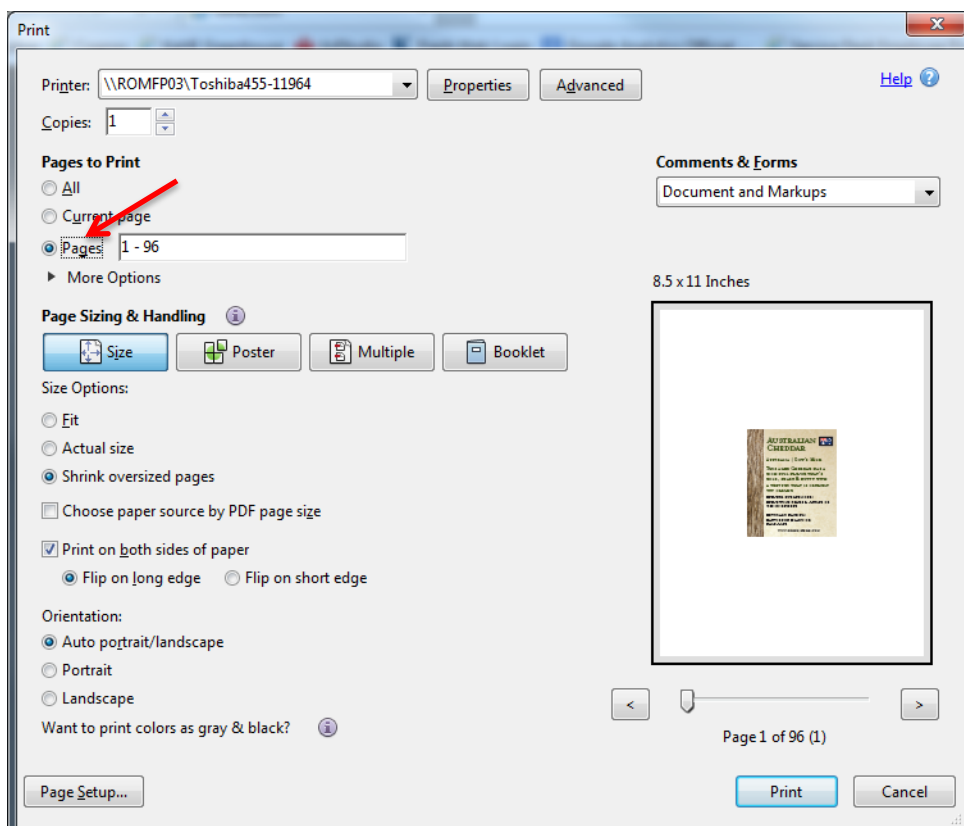 Print
Printer: \\ROMFP03\Toshiba455-11964 Properties Advanced Help
Copies: 1
Pages to Print
All
Current page
Pages 1 - 96
More Options
Comments & Forms
Document and Markups
8.5 x 11 Inches
Page Sizing & Handling
Size Poster Multiple Booklet
Size Options:
Fit
Actual size
Shrink oversized pages
Choose paper source by PDF page size
Print on both sides of paper
Flip on long edge Flip on short edge
Orientation:
Auto portrait/landscape
Portrait
Landscape
Want to print colors as gray & black?
AUSTRALIAN
CHEDDAR
< >
Page 1 of 96 (1)
Page Setup... Print Cancel